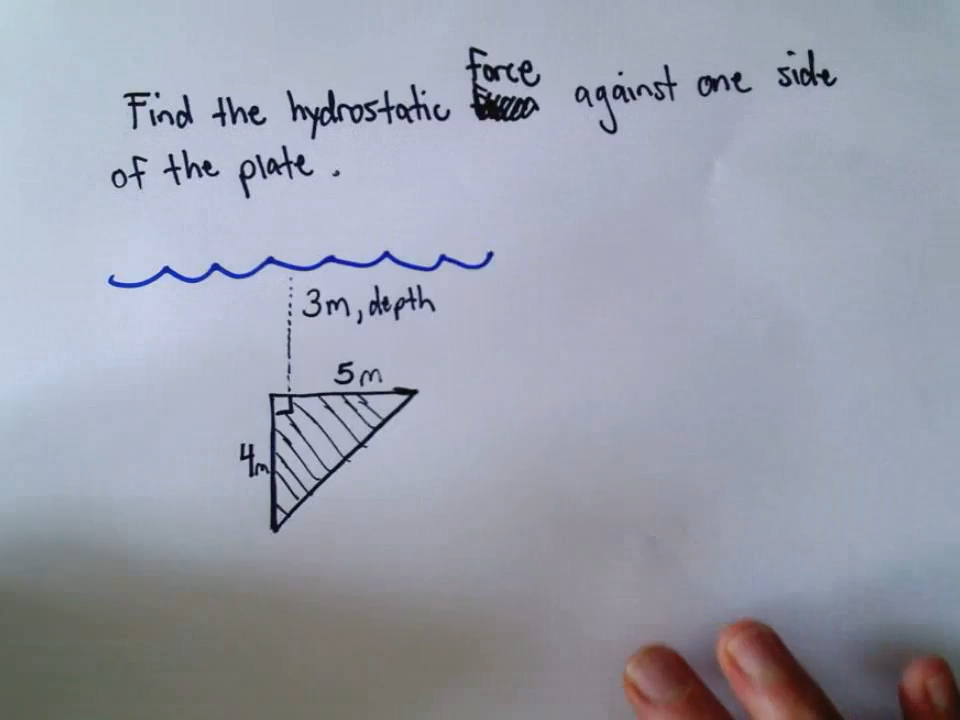 Find the hydrostatic force against one side
of the plate.
3m, depth
5m
4m